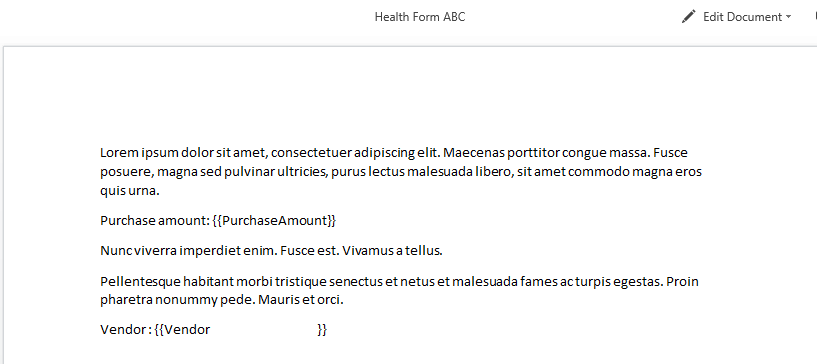 Health Form ABC
Edit Document
Lorem ipsum dolor sit amet, consectetuer adipiscing elit. Maecenas porttitor congue massa. Fusce
posuere, magna sed pulvinar ultricies, purus lectus malesuada libero, sit amet commodo magna eros
quis urna.
Purchase amount: {{PurchaseAmount}}
Nunc viverra imperdiet enim. Fusce est. Vivamus a tellus.
Pellentesque habitant morbi tristique senectus et netus et malesuada fames ac turpis egestas. Proin
pharetra nonummy pede. Mauris et orci.
Vendor : {{Vendor                              }}